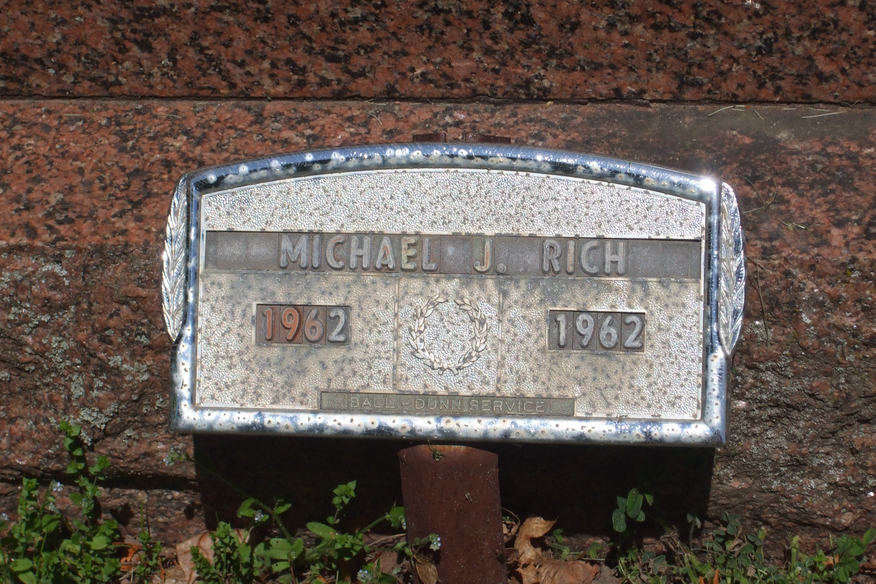 MICHAEL J. RICH
1962 1962
BALL-DUNN SERVICE